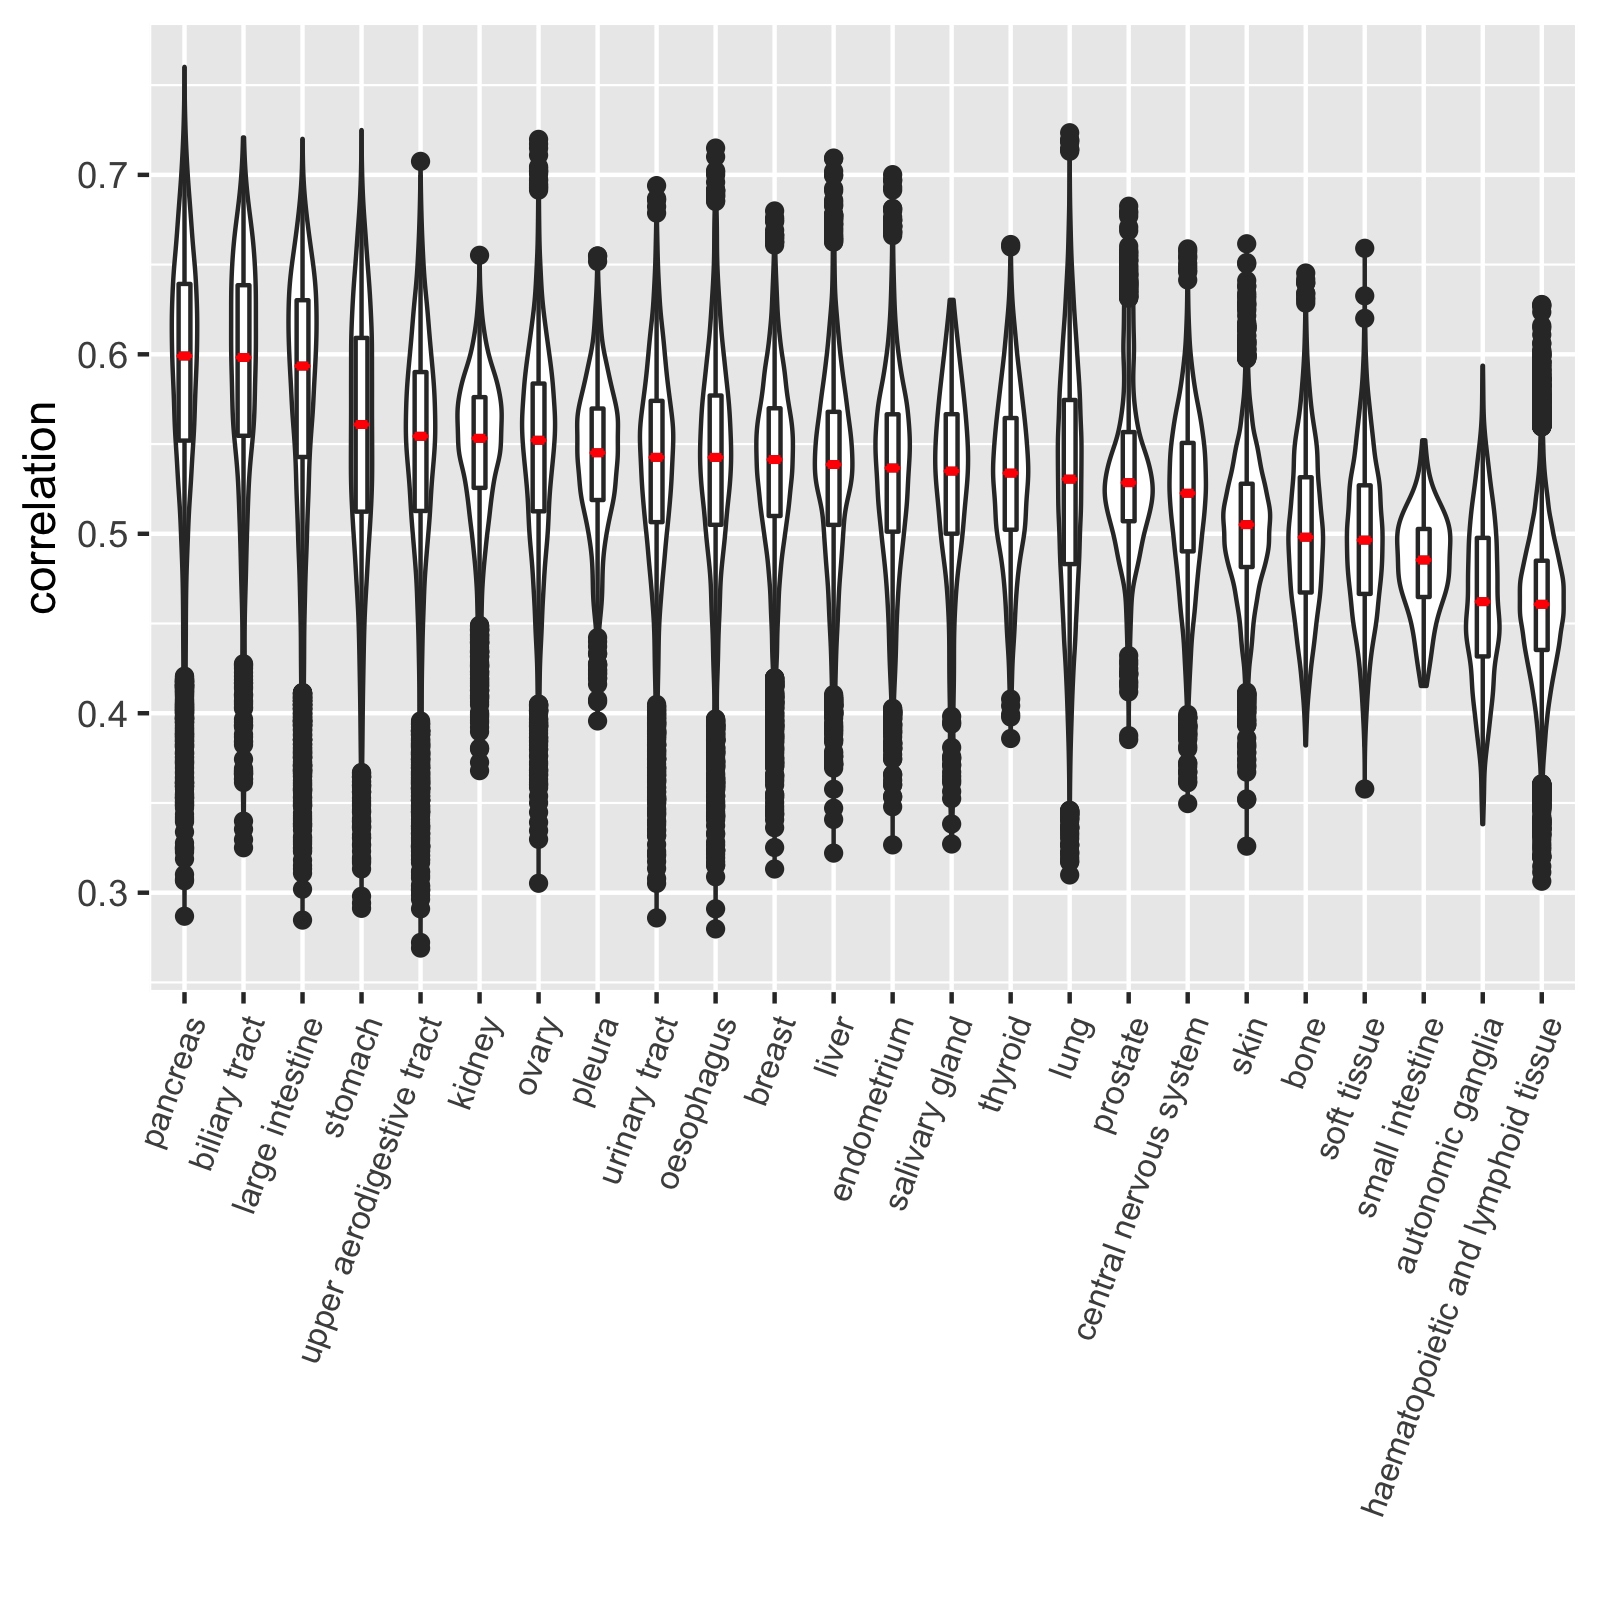 correlation
0.7
0.6
0.5
0.4
0.3
pancreas
biliary tract
large intestine
stomach
upper aerodigestive tract
kidney
ovary
pleura
urinary tract
oesophagus
breast
liver
endometrium
salivary gland
thyroid
lung
prostate
central nervous system
skin
bone
soft tissue
small intestine
autonomic ganglia
haematopoietic and lymphoid tissue